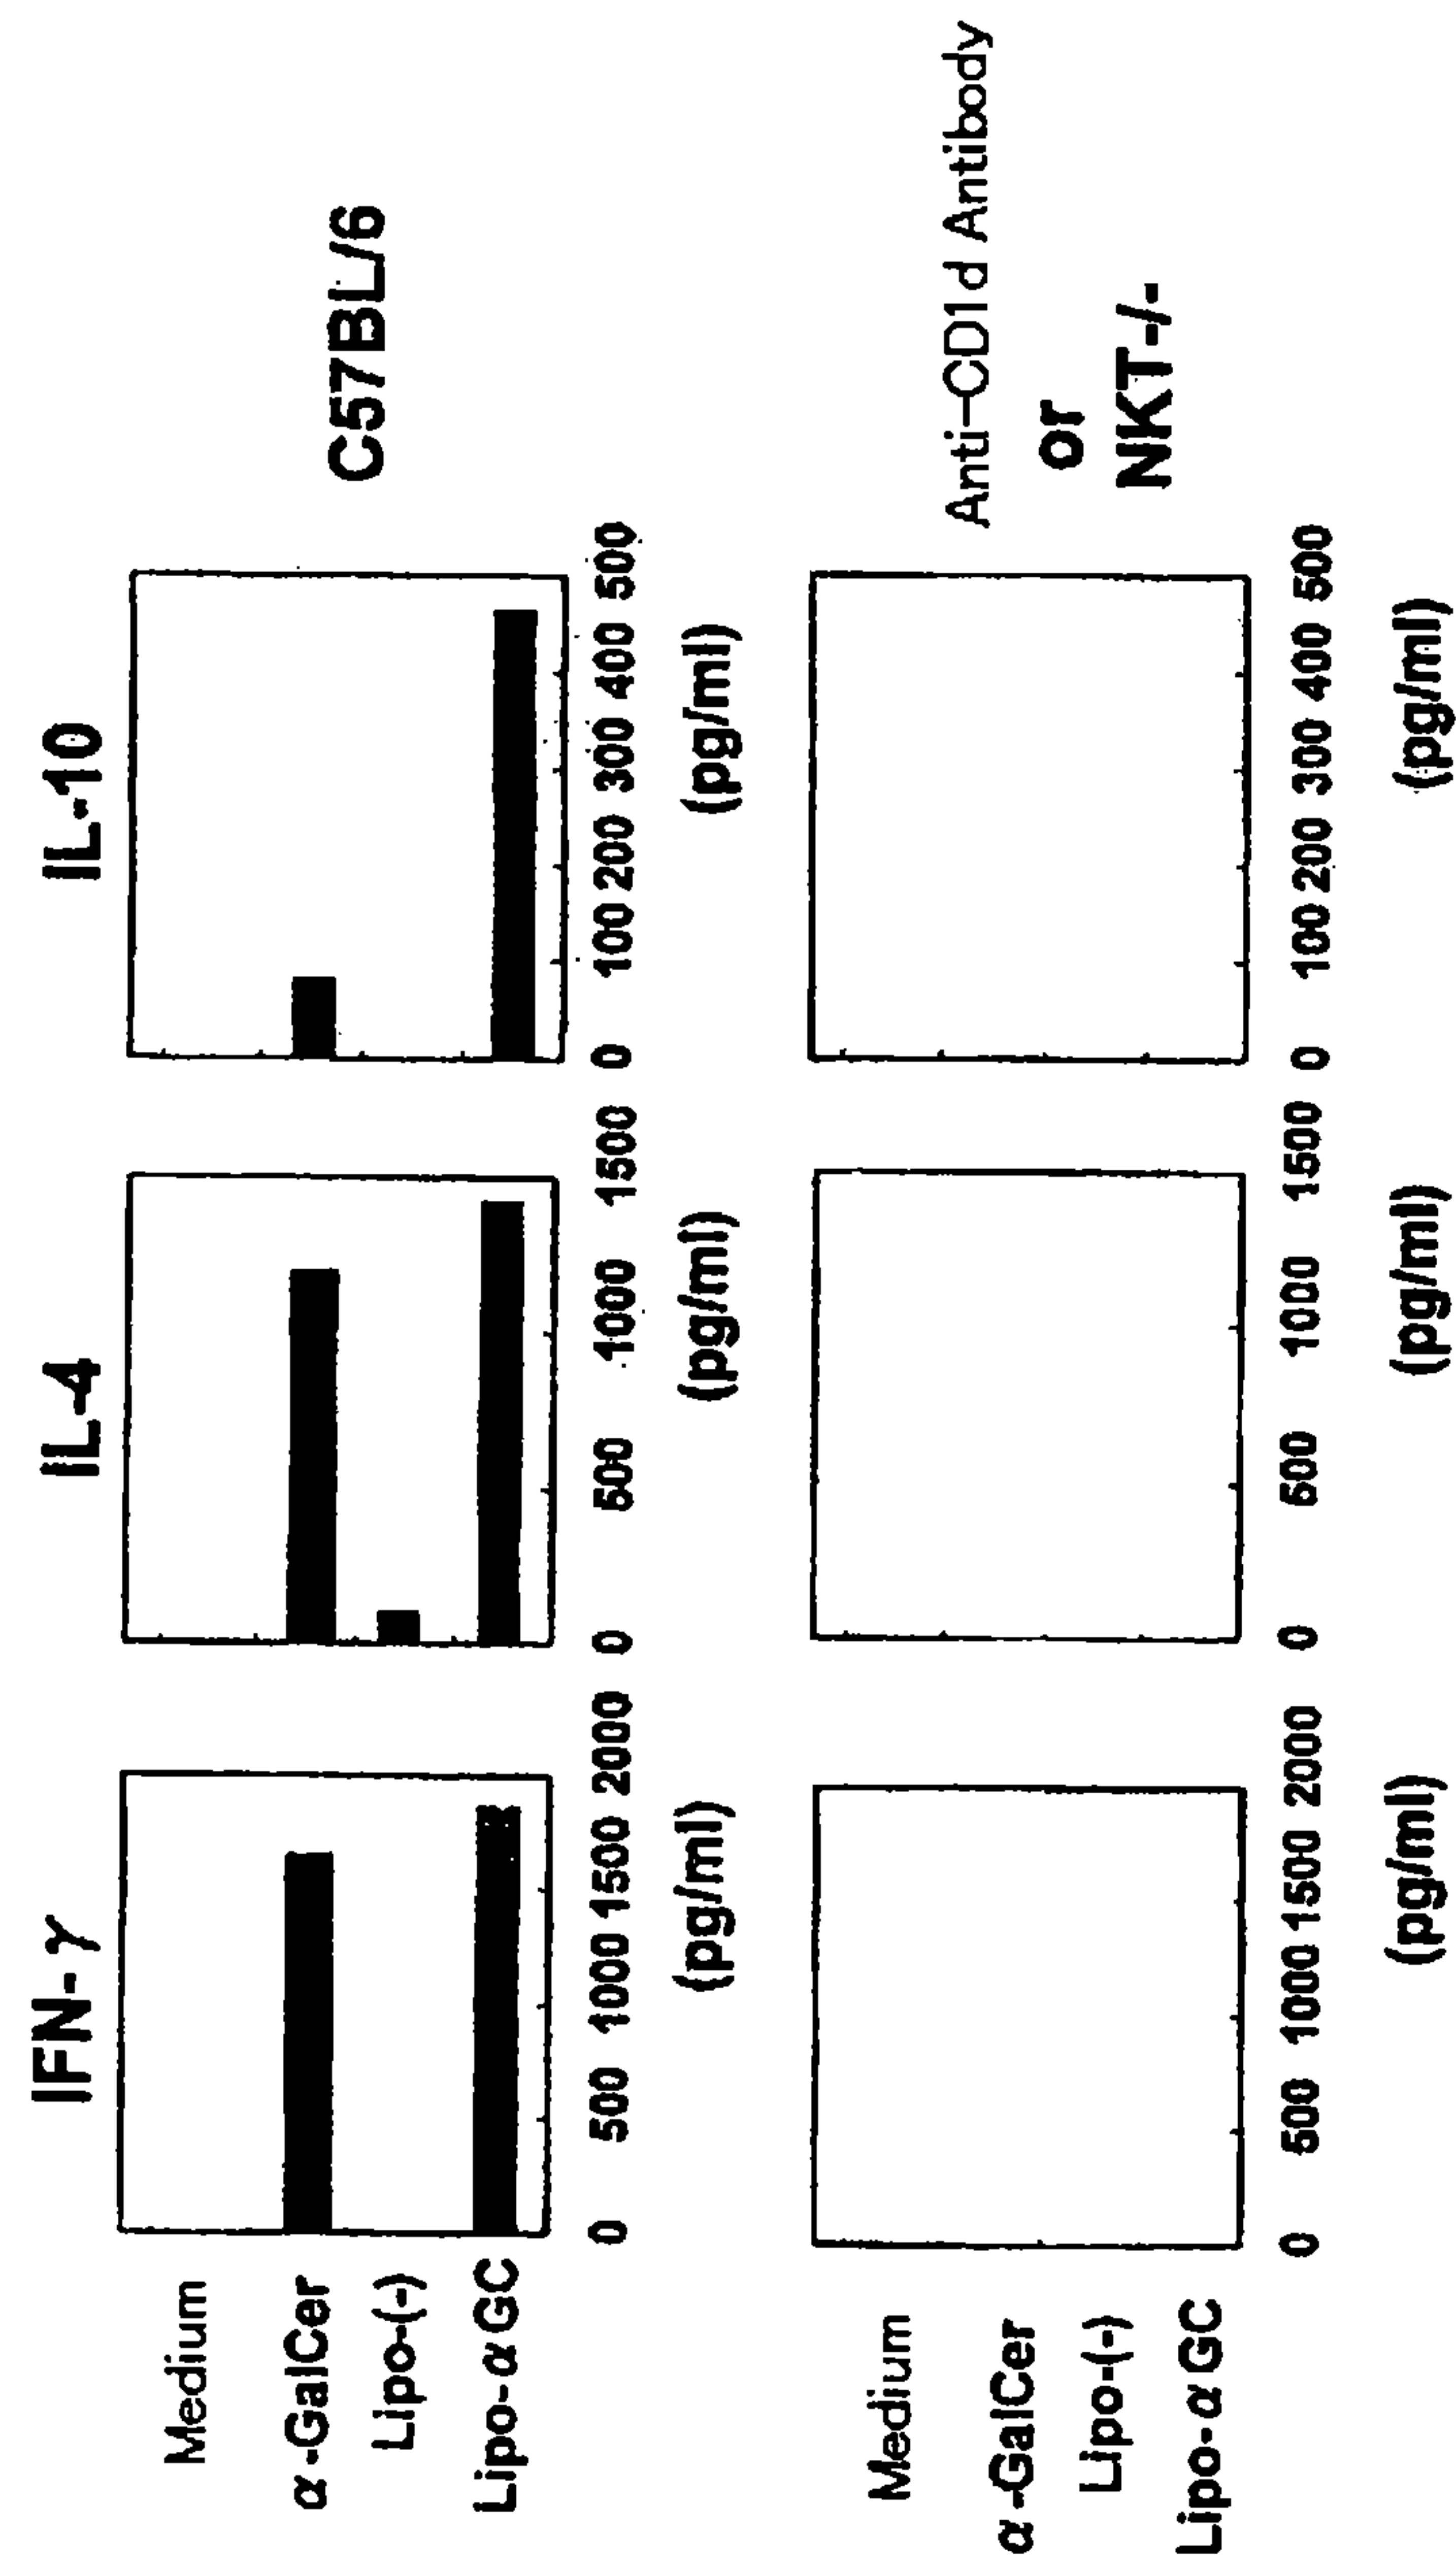 IFN-γ IL-4 IL-10
Medium
α-GalCer
Lipo-(-)
Lipo-αGC
C57BL/6
0 500 1000 1500 2000 0 500 1000 1500 0 100 200 300 400 500
(pg/ml) (pg/ml) (pg/ml)
Medium
α-GalCer
Lipo-(-)
Lipo-αGC
Anti-CD1d Antibody
or
NKT-/-
0 500 1000 1500 2000 0 500 1000 1500 0 100 200 300 400 500
(pg/ml) (pg/ml) (pg/ml)